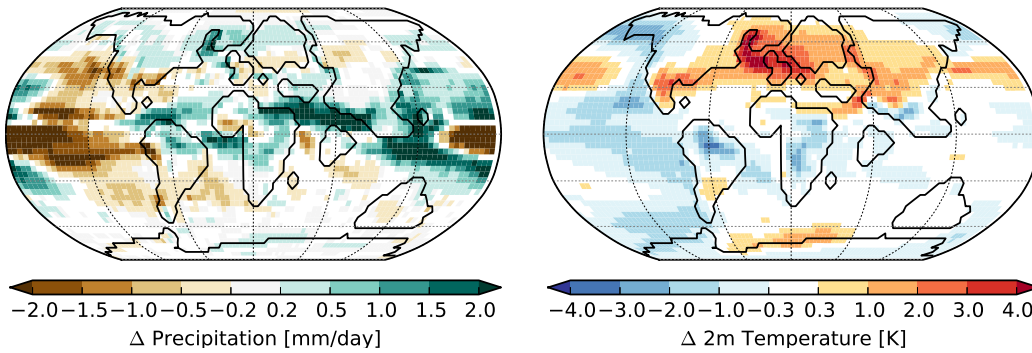 −2.0 −1.5 −1.0 −0.5 −0.2 0.2 0.5 1.0 1.5 2.0
Δ Precipitation [mm/day]
−4.0 −3.0 −2.0 −1.0 −0.3 0.3 1.0 2.0 3.0 4.0
Δ 2m Temperature [K]